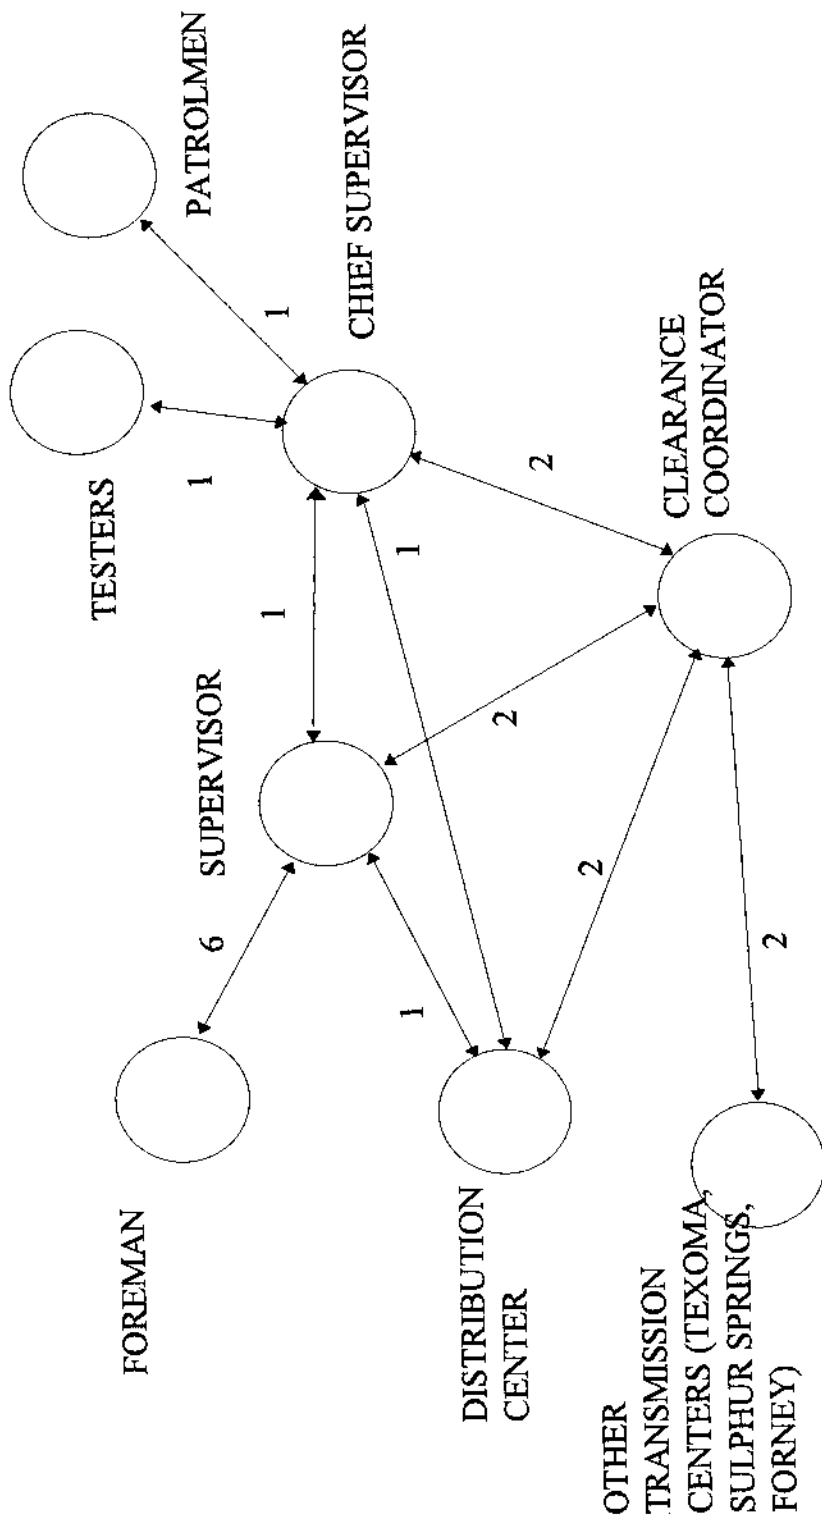 TESTERS
FOREMAN
PATROLMEN
6
SUPERVISOR
1
1
1
CHIEF SUPERVISOR
1
1
DISTRIBUTION
CENTER
2
2
2
CLEARANCE
COORDINATOR
OTHER
TRANSMISSION
CENTERS (TEXOMA,
SULPHUR SPRINGS,
FORNEY)
2